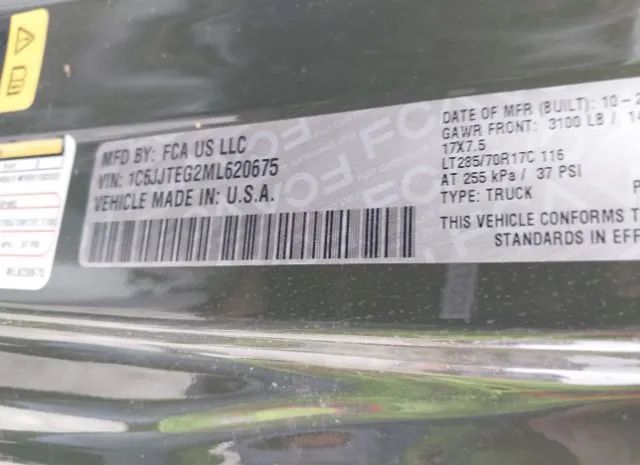 MFD BY: FCA US LLC
VIN: 1C6JJTEG2ML620675
VEHICLE MADE IN: U.S.A.
DATE OF MFR (BUILT): 10-2
GAWR FRONT: 3100 LB / 14
17X7.5
LT285/70R17C 116
AT 255 kPa / 37 PSI
TYPE: TRUCK
THIS VEHICLE CONFORMS T
STANDARDS IN EFF
FCA
ML620675